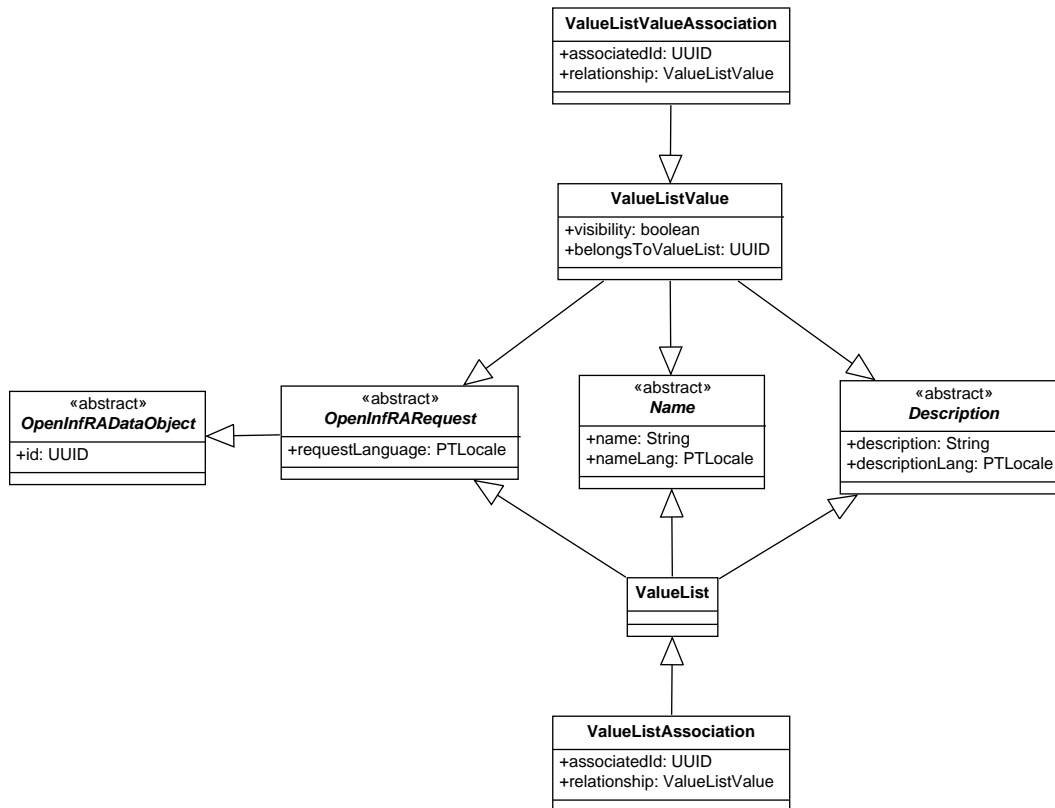 ValueListValueAssociation
+associatedId: UUID
+relationship: ValueListValue
ValueListValue
+visibility: boolean
+belongsToValueList: UUID
«abstract»
OpenInfRADataObject
+id: UUID
«abstract»
OpenInfRARequest
+requestLanguage: PTLocale
«abstract»
Name
+name: String
+nameLang: PTLocale
«abstract»
Description
+description: String
+descriptionLang: PTLocale
ValueList
ValueListAssociation
+associatedId: UUID
+relationship: ValueListValue